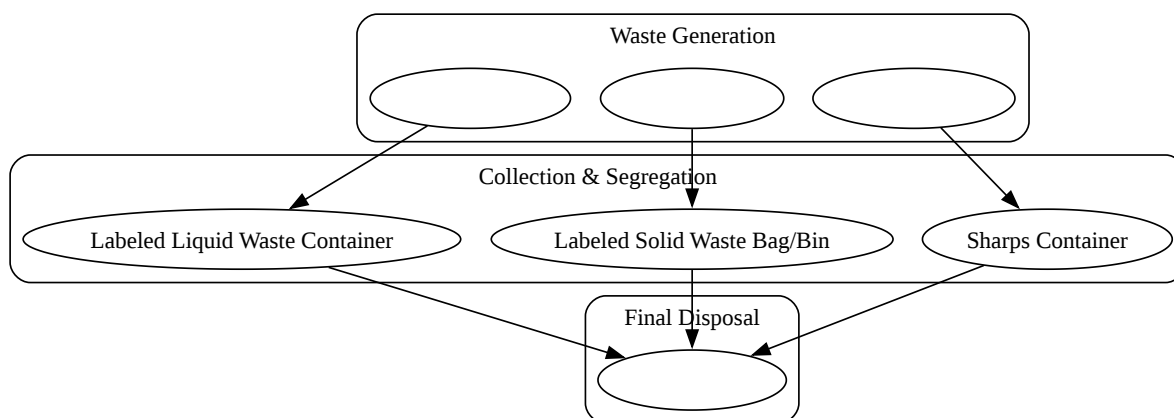 Waste Generation
Collection & Segregation
Labeled Liquid Waste Container
Labeled Solid Waste Bag/Bin
Sharps Container
Final Disposal